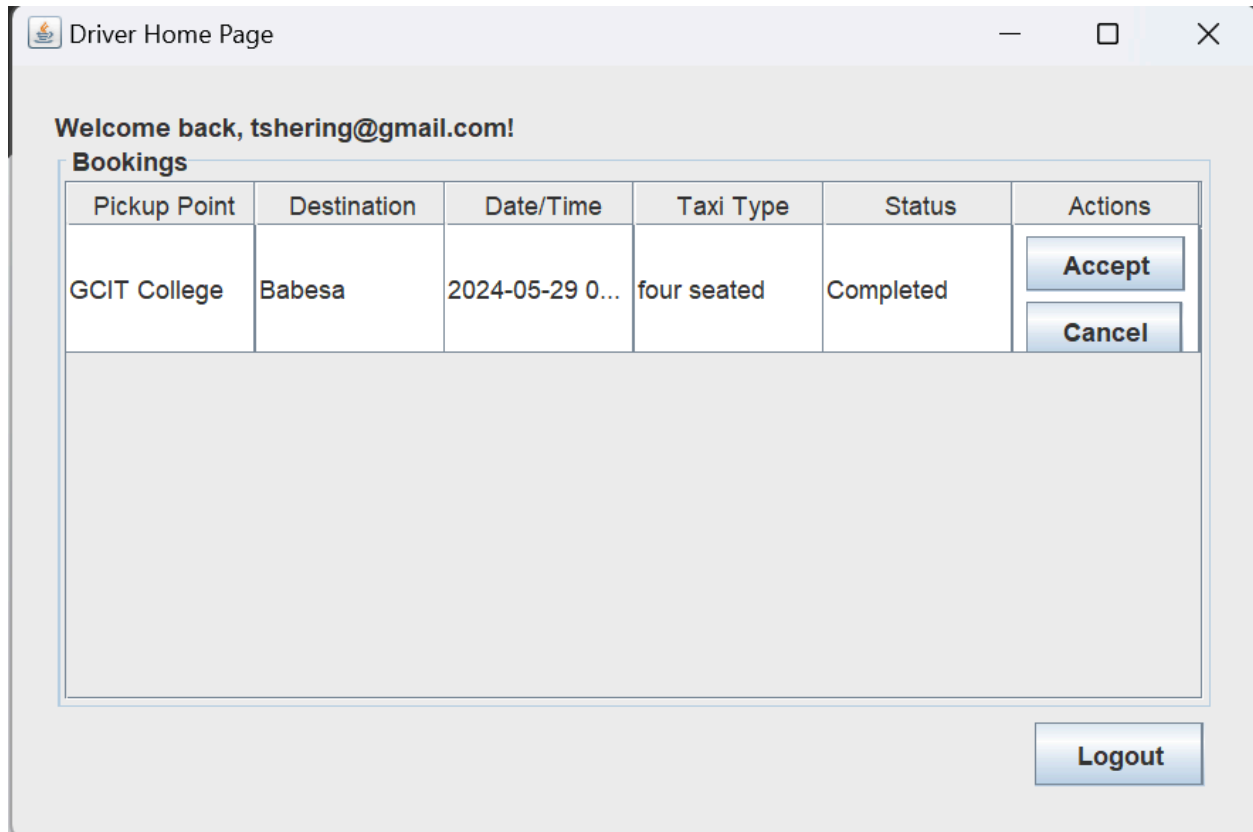 Driver Home Page
Welcome back, tshering@gmail.com!
Bookings
Pickup Point Destination Date/Time Taxi Type Status Actions
GCIT College Babesa 2024-05-29 0... four seated Completed Accept
Cancel
Logout